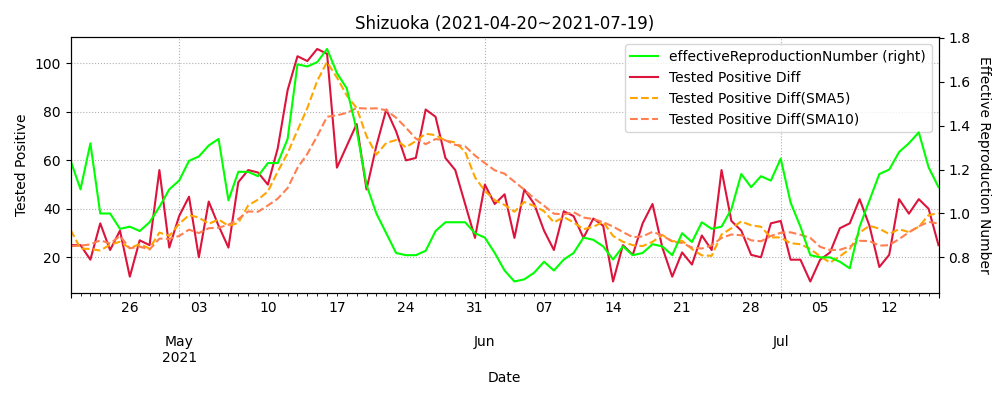 Shizuoka (2021-04-20~2021-07-19)
effectiveReproductionNumber (right)
Tested Positive Diff
Tested Positive Diff(SMA5)
Tested Positive Diff(SMA10)
Tested Positive
100
80
60
40
20
1.8
1.6
1.4
1.2
1.0
0.8
Effective Reproduction Number
26 03 10 17 24 31 07 14 21 28 05 12
May Jun Jul
2021
Date